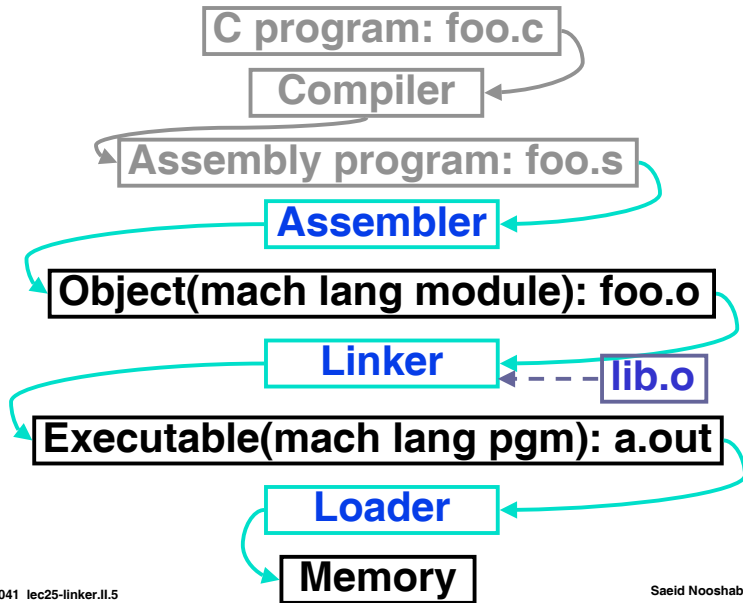 C program: foo.c
Compiler
Assembly program: foo.s
Assembler
Object(mach lang module): foo.o
Linker
lib.o
Executable(mach lang pgm): a.out
Loader
Memory
041 lec25-linker.II.5
Saeid Nooshab